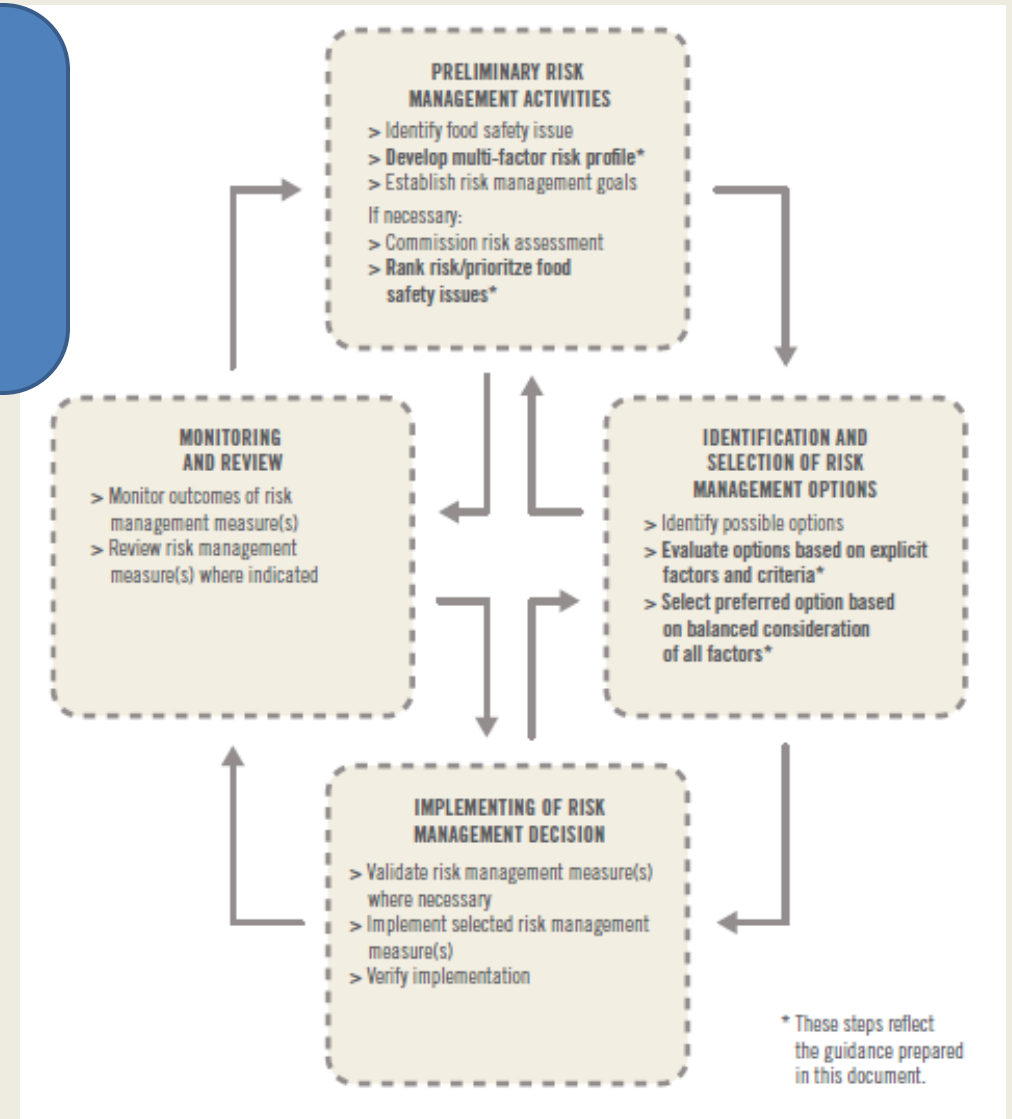 PRELIMINARY RISK
MANAGEMENT ACTIVITIES
> Identify food safety issue
> Develop multi-factor risk profile*
> Establish risk management goals
If necessary:
> Commission risk assessment
> Rank risk/prioritze food
safety issues*
MONITORING
AND REVIEW
> Monitor outcomes of risk
management measure(s)
> Review risk management
measure(s) where indicated
IDENTIFICATION AND
SELECTION OF RISK
MANAGEMENT OPTIONS
> Identify possible options
> Evaluate options based on explicit
factors and criteria*
> Select preferred option based
on balanced consideration
of all factors*
IMPLEMENTING OF RISK
MANAGEMENT DECISION
> Validate risk management measure(s)
where necessary
> Implement selected risk management
measure(s)
> Verify implementation
* These steps reflect
the guidance prepared
in this document.